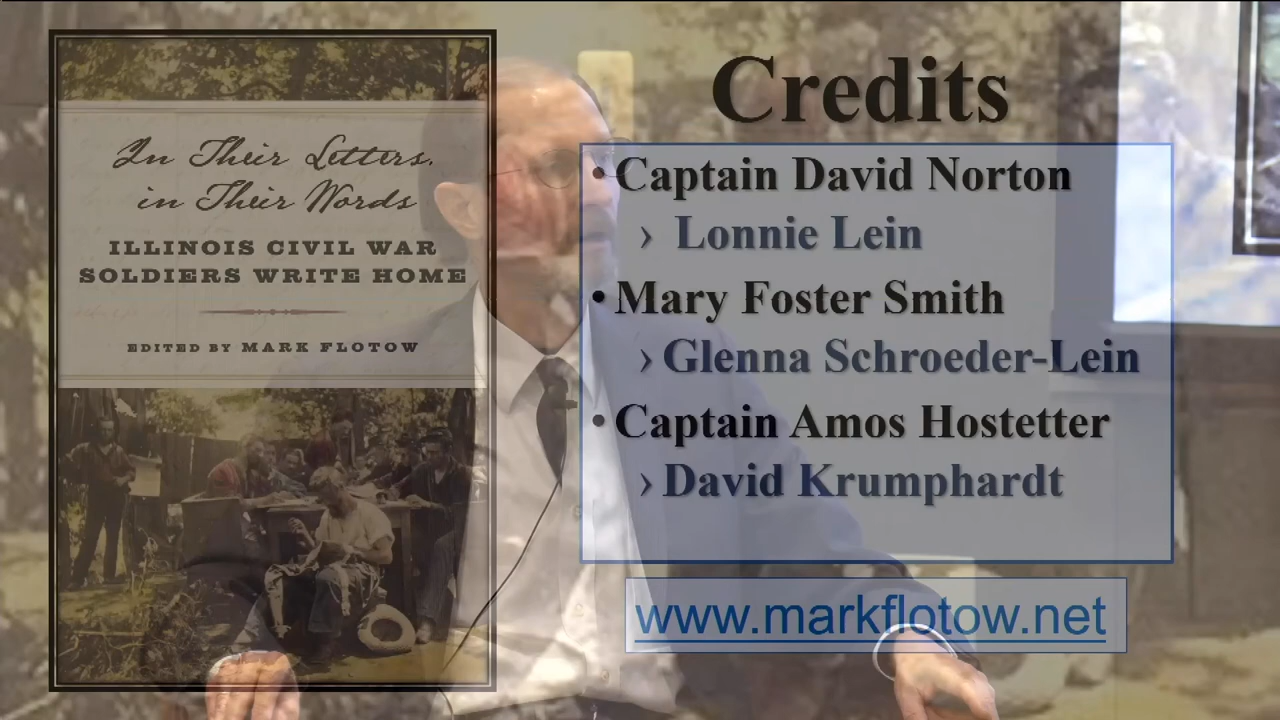 In Their Letters,
in Their Words
ILLINOIS CIVIL WAR
SOLDIERS WRITE HOME
EDITED BY MARK FLOTOW
Credits
• Captain David Norton
› Lonnie Lein
• Mary Foster Smith
› Glenna Schroeder-Lein
• Captain Amos Hostetter
› David Krumphardt
www.markflotow.net